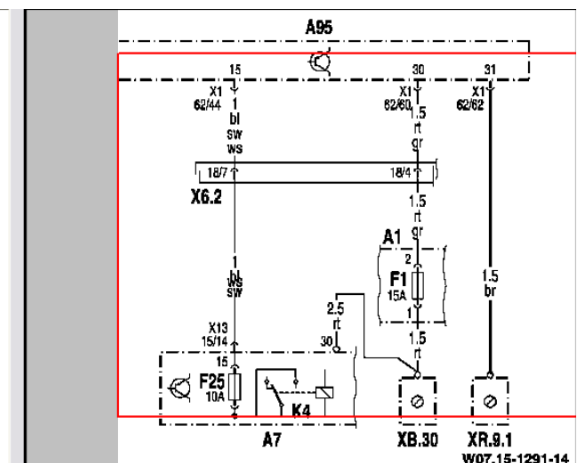 A95
15 30 31
X1 X1 X1
62/44 62/60 62/62
1
bl
sw
ws
1.5
rt
gr
18/7 18/4
X6.2
1.5
rt
gr
A1
2
F1
15A
1
1
bl
ws
sw
1.5
br
2.5
rt
1.5
rt
X13
15/14
30
15
F25
10A
K4
A7 XB.30 XR.9.1
W07.15-1291-14